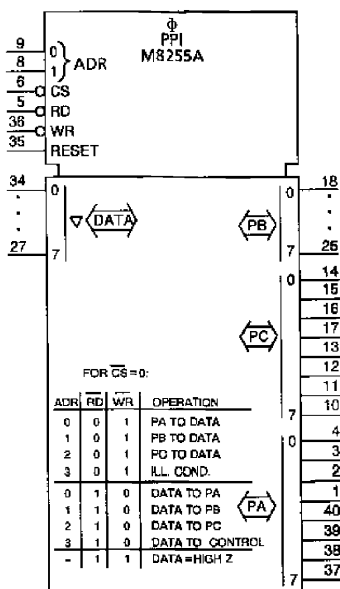 Φ
PPI
M8255A
9 0
8 1
ADR
6 CS
5 RD
36 WR
35 RESET
34 0
27 7
DATA
0 18
PB
7 25
0 14
15
16
17
PC
13
12
11
7 10
0 4
3
2
1
PA
40
39
38
7 37
FOR CS=0:
ADR RD WR OPERATION
0 0 1 PA TO DATA
1 0 1 PB TO DATA
2 0 1 PC TO DATA
3 0 1 ILL. COND.
0 1 0 DATA TO PA
1 1 0 DATA TO PB
2 1 0 DATA TO PC
3 1 0 DATA TO CONTROL
– 1 1 DATA=HIGH Z